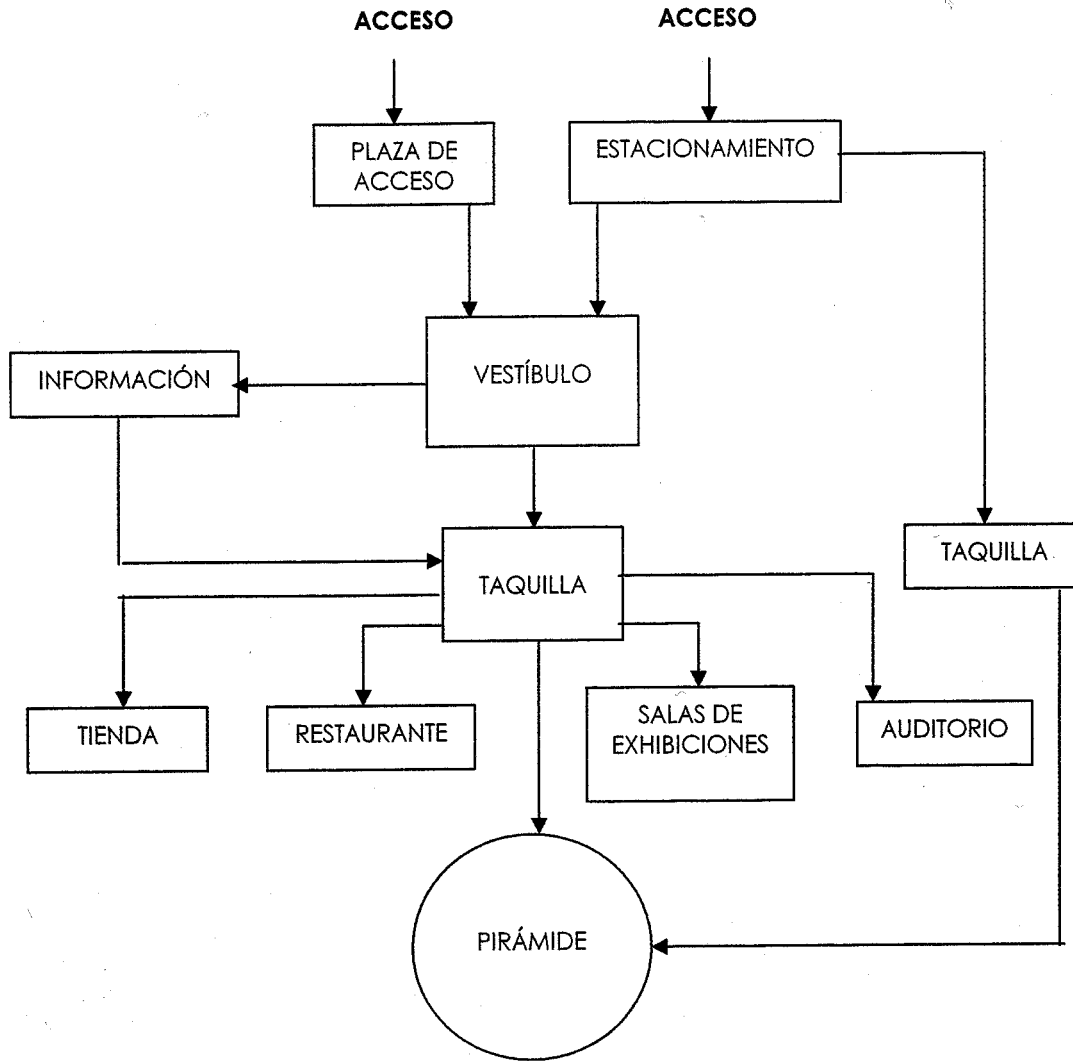 ACCESO
ACCESO
PLAZA DE
ACCESO
ESTACIONAMIENTO
VESTÍBULO
INFORMACIÓN
TAQUILLA
TAQUILLA
TIENDA
RESTAURANTE
SALAS DE
EXHIBICIONES
AUDITORIO
PIRÁMIDE